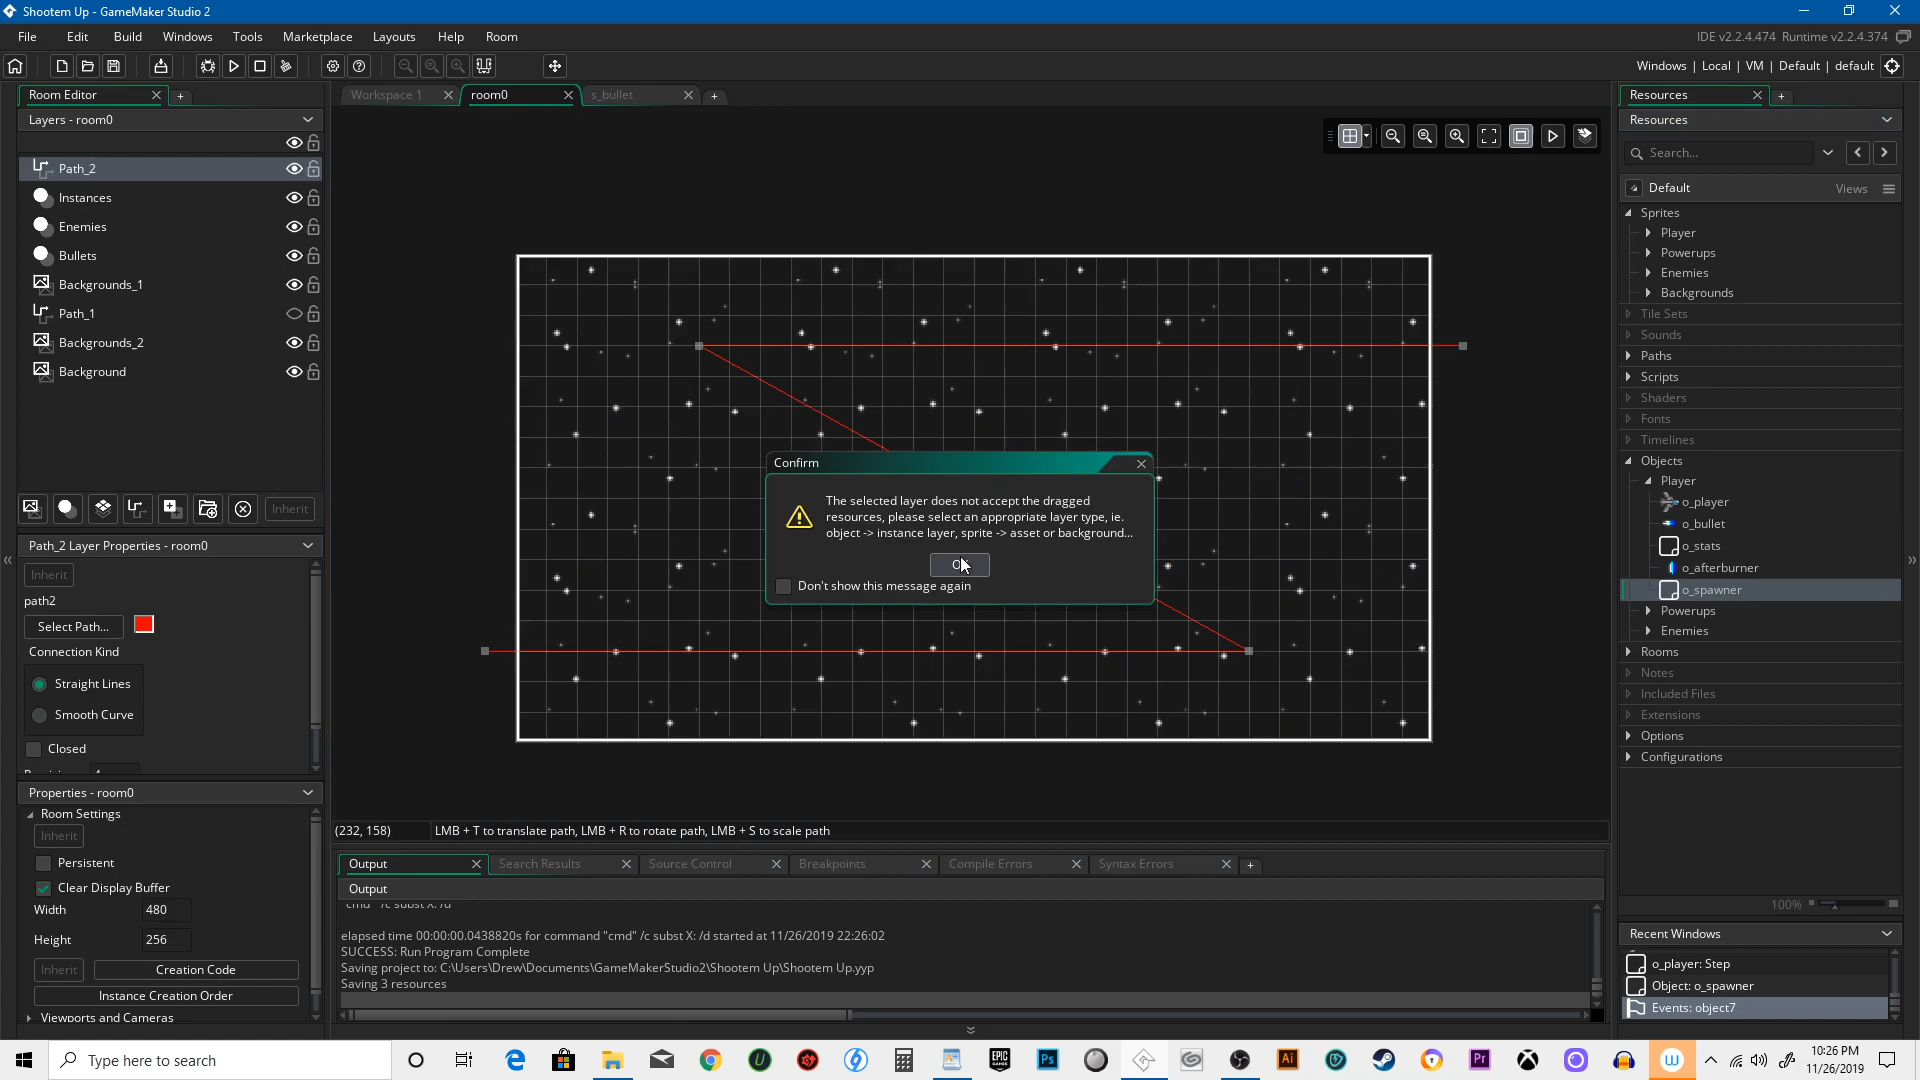 Shootem Up - GameMaker Studio 2
File Edit Build Windows Tools Marketplace Layouts Help Room
IDE v2.2.4.474 Runtime v2.2.4.374
Windows | Local | VM | Default | default
Room Editor
Workspace 1
room0
s_bullet
Resources
Layers - room0
Resources
Search...
Path_2
Default
Views
Instances
Enemies
Bullets
Backgrounds_1
Path_1
Backgrounds_2
Background
Inherit
Path_2 Layer Properties - room0
Inherit
path2
Select Path...
Connection Kind
Straight Lines
Smooth Curve
Closed
Properties - room0
Room Settings
Inherit
Persistent
Clear Display Buffer
Width 480
Height 256
Inherit
Creation Code
Instance Creation Order
Viewports and Cameras
Confirm
The selected layer does not accept the dragged
resources, please select an appropriate layer type, ie.
object -> instance layer, sprite -> asset or background...
Don't show this message again
(232, 158)
LMB + T to translate path, LMB + R to rotate path, LMB + S to scale path
Output
Search Results
Source Control
Breakpoints
Compile Errors
Syntax Errors
Output
elapsed time 00:00:00.0438820s for command "cmd" /c subst X: /d started at 11/26/2019 22:26:02
SUCCESS: Run Program Complete
Saving project to: C:\Users\Drew\Documents\GameMakerStudio2\Shootem Up\Shootem Up.yyp
Saving 3 resources
Sprites
Player
Powerups
Enemies
Backgrounds
Tile Sets
Sounds
Paths
Scripts
Shaders
Fonts
Timelines
Objects
Player
o_player
o_bullet
o_stats
o_afterburner
o_spawner
Powerups
Enemies
Rooms
Notes
Included Files
Extensions
Options
Configurations
100%
Recent Windows
o_player: Step
Object: o_spawner
Events: object7
Type here to search
EPIC
GAMES
Ps
Ai
Pr
10:26 PM
11/26/2019